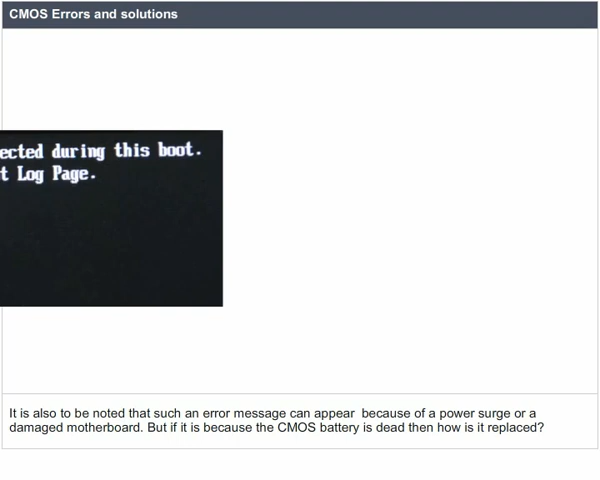 CMOS Errors and solutions
ected during this boot.
t Log Page.
It is also to be noted that such an error message can appear  because of a power surge or a
damaged motherboard. But if it is because the CMOS battery is dead then how is it replaced?